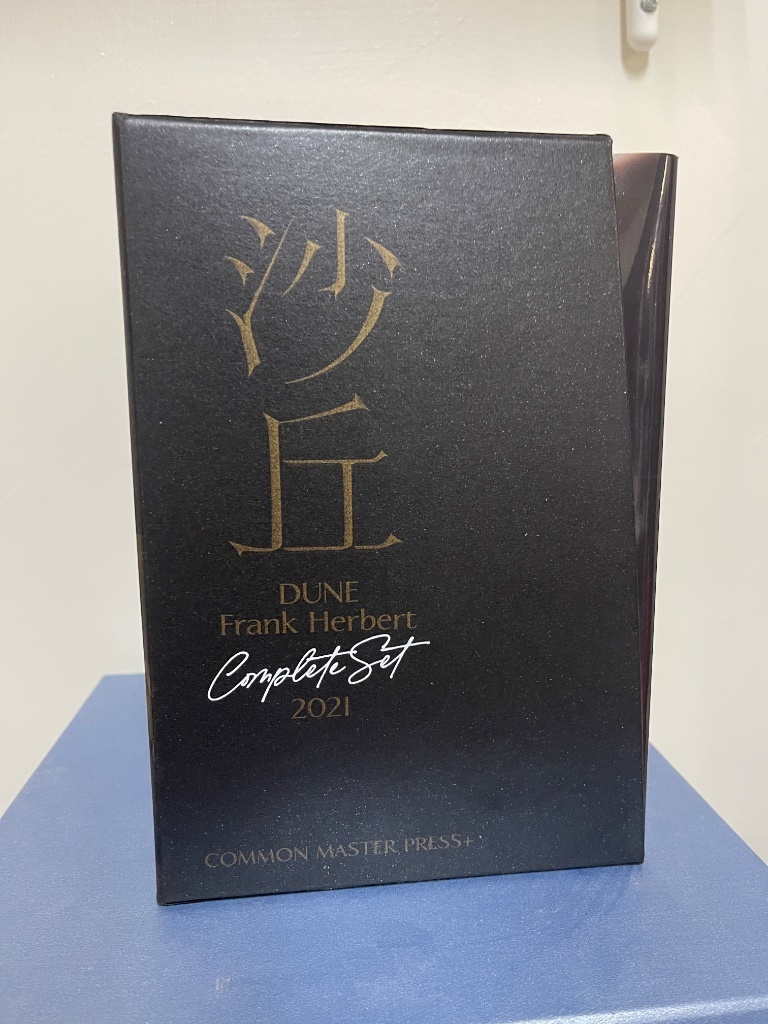 沙丘
DUNE
Frank Herbert
Complete Set
2021
COMMON MASTER PRESS+